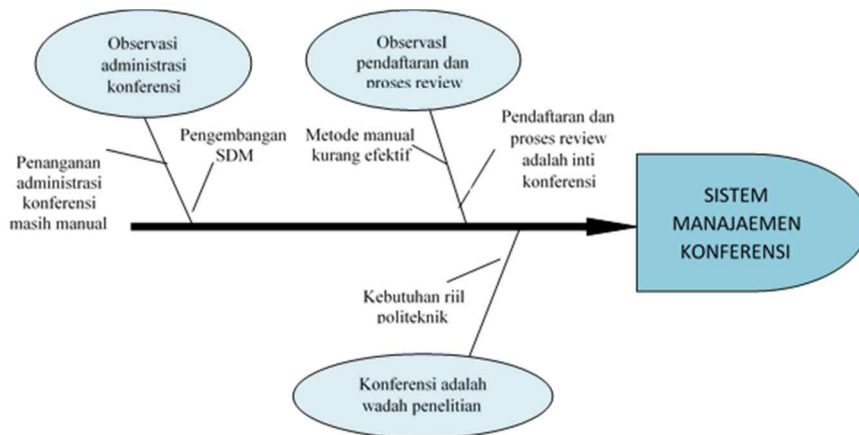 Observasi
administrasi
konferensi
ObservasI
pendaftaran dan
proses review
Penanganan
administrasi
konferensi
masih manual
Pengembangan
SDM
Metode manual
kurang efektif
Pendaftaran dan
proses review
adalah inti
konferensi
SISTEM
MANAJAEMEN
KONFERENSI
Kebutuhan riil
politeknik
Konferensi adalah
wadah penelitian